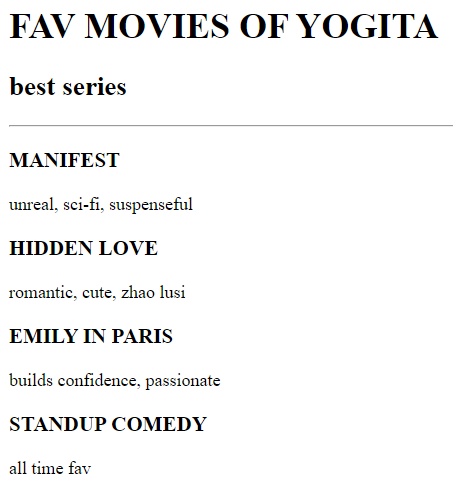 FAV MOVIES OF YOGITA
best series
MANIFEST
unreal, sci-fi, suspenseful
HIDDEN LOVE
romantic, cute, zhao lusi
EMILY IN PARIS
builds confidence, passionate
STANDUP COMEDY
all time fav